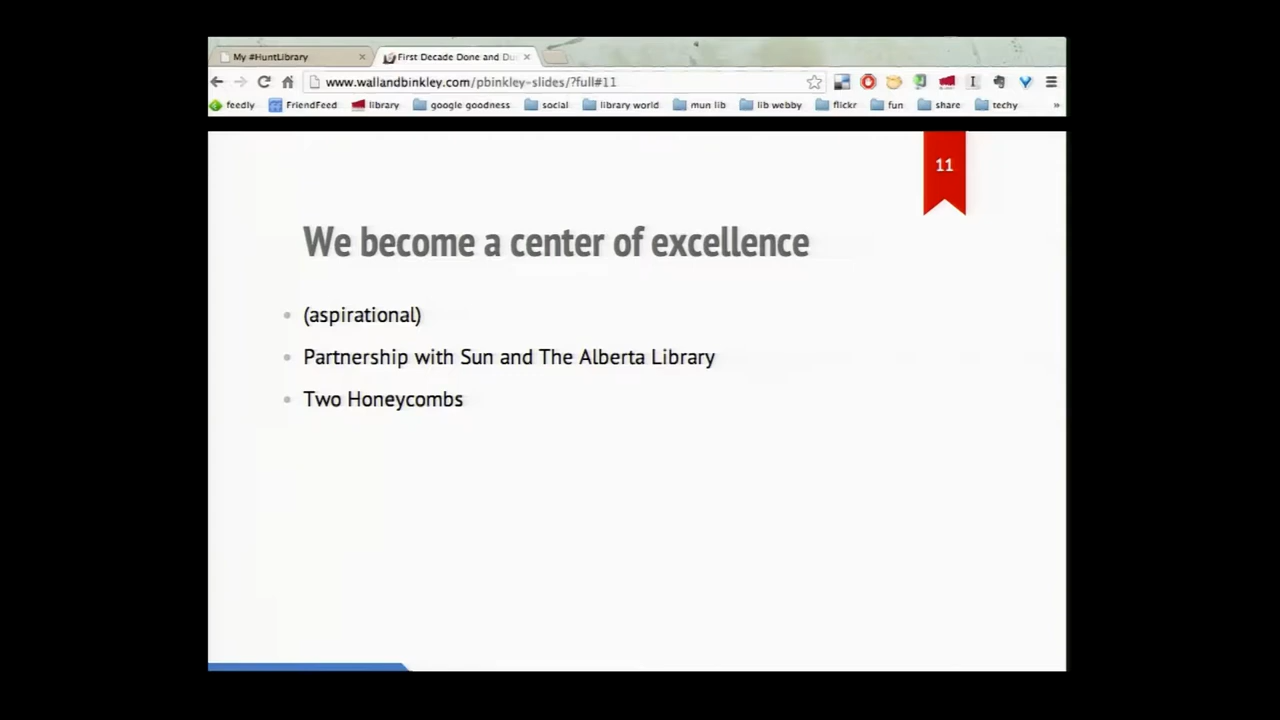 My #HuntLibrary
First Decade Done and Du
www.wallandbinkley.com/pbinkley-slides/?full#11
feedly FriendFeed library google goodness social library world mun lib lib webby flickr fun share techy »
11
We become a center of excellence
(aspirational)
Partnership with Sun and The Alberta Library
Two Honeycombs